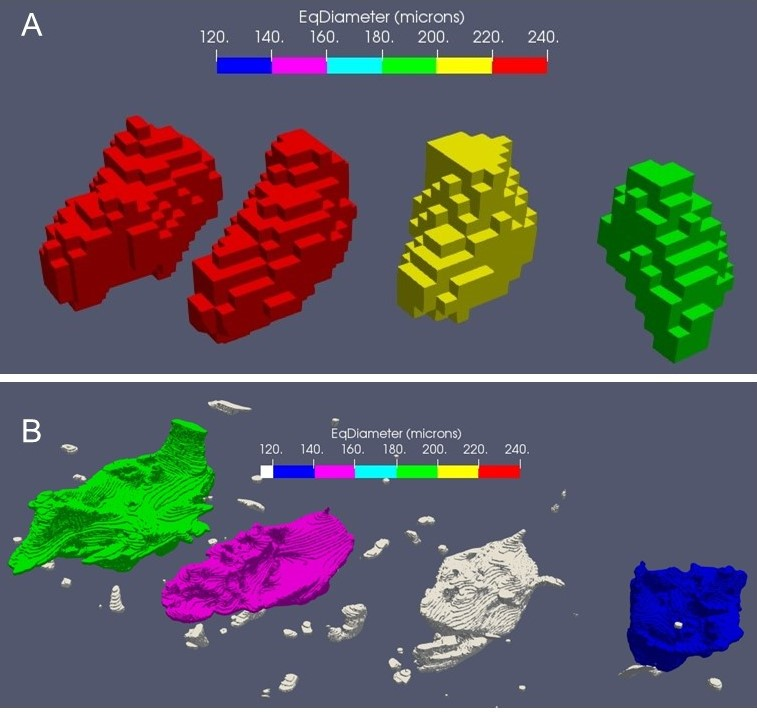 A
EqDiameter (microns)
120. 140. 160. 180. 200. 220. 240.
B
EqDiameter (microns)
120. 140. 160. 180. 200. 220. 240.